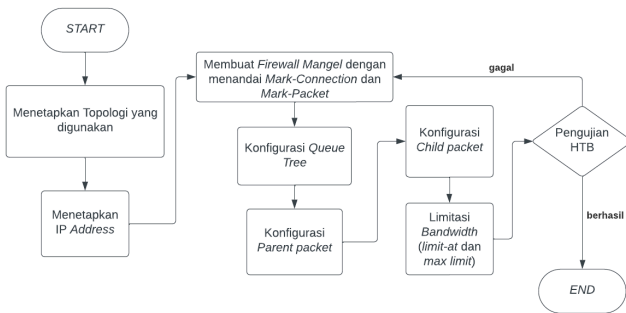 START
Menetapkan Topologi yang
digunakan
Menetapkan
IP Address
Membuat Firewall Mangel dengan
menandai Mark-Connection dan
Mark-Packet
Konfigurasi Queue
Tree
Konfigurasi
Parent packet
Konfigurasi
Child packet
Limitasi
Bandwidth
(limit-at dan
max limit)
Pengujian
HTB
gagal
berhasil
END